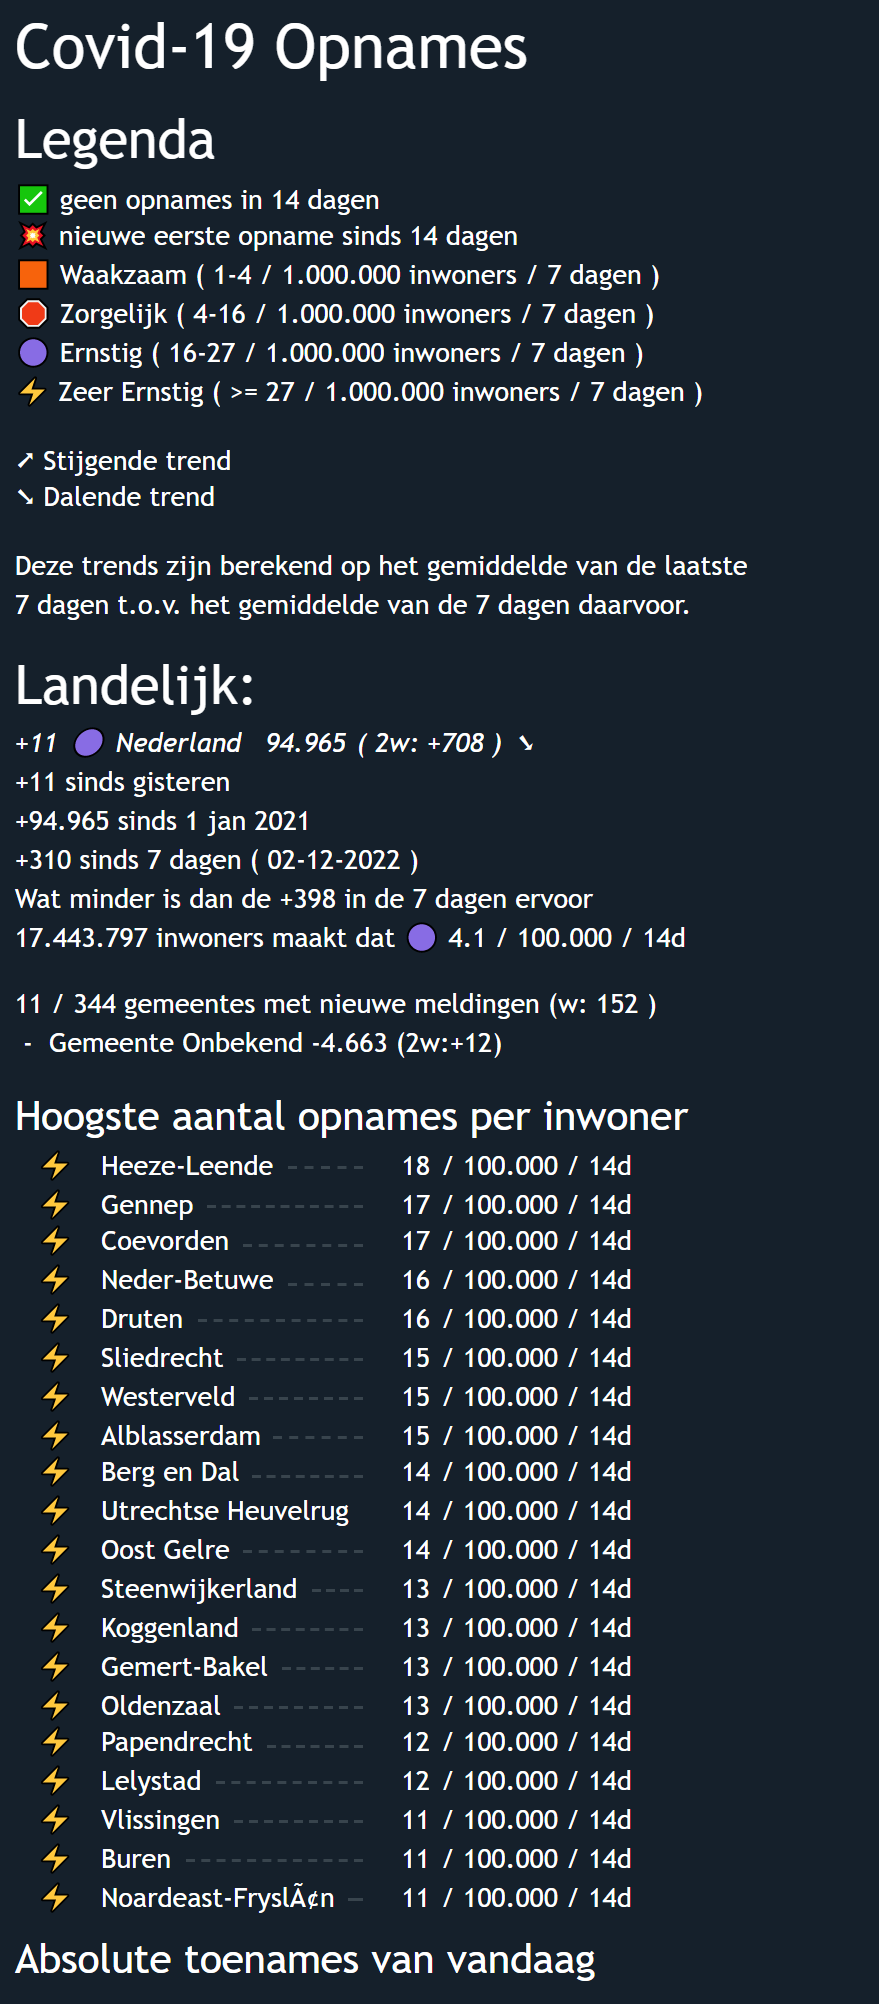 Covid-19 Opnames
Legenda
✅ geen opnames in 14 dagen
💥 nieuwe eerste opname sinds 14 dagen
🟧 Waakzaam ( 1-4 / 1.000.000 inwoners / 7 dagen )
🛑 Zorgelijk ( 4-16 / 1.000.000 inwoners / 7 dagen )
🟣 Ernstig ( 16-27 / 1.000.000 inwoners / 7 dagen )
⚡ Zeer Ernstig ( >= 27 / 1.000.000 inwoners / 7 dagen )
➚ Stijgende trend
➘ Dalende trend
Deze trends zijn berekend op het gemiddelde van de laatste
7 dagen t.o.v. het gemiddelde van de 7 dagen daarvoor.
Landelijk:
+11 🟣 Nederland 94.965 ( 2w: +708 ) ➘
+11 sinds gisteren
+94.965 sinds 1 jan 2021
+310 sinds 7 dagen ( 02-12-2022 )
Wat minder is dan de +398 in de 7 dagen ervoor
17.443.797 inwoners maakt dat 🟣 4.1 / 100.000 / 14d
11 / 344 gemeentes met nieuwe meldingen (w: 152 )
- Gemeente Onbekend -4.663 (2w:+12)
Hoogste aantal opnames per inwoner
⚡ Heeze-Leende ----- 18 / 100.000 / 14d
⚡ Gennep ----------- 17 / 100.000 / 14d
⚡ Coevorden -------- 17 / 100.000 / 14d
⚡ Neder-Betuwe ----- 16 / 100.000 / 14d
⚡ Druten ----------- 16 / 100.000 / 14d
⚡ Sliedrecht --------- 15 / 100.000 / 14d
⚡ Westerveld -------- 15 / 100.000 / 14d
⚡ Alblasserdam ------ 15 / 100.000 / 14d
⚡ Berg en Dal -------- 14 / 100.000 / 14d
⚡ Utrechtse Heuvelrug 14 / 100.000 / 14d
⚡ Oost Gelre -------- 14 / 100.000 / 14d
⚡ Steenwijkerland ---- 13 / 100.000 / 14d
⚡ Koggenland -------- 13 / 100.000 / 14d
⚡ Gemert-Bakel ------ 13 / 100.000 / 14d
⚡ Oldenzaal --------- 13 / 100.000 / 14d
⚡ Papendrecht ------- 12 / 100.000 / 14d
⚡ Lelystad ---------- 12 / 100.000 / 14d
⚡ Vlissingen --------- 11 / 100.000 / 14d
⚡ Buren ------------ 11 / 100.000 / 14d
⚡ Noardeast-FryslÃ¢n - 11 / 100.000 / 14d
Absolute toenames van vandaag